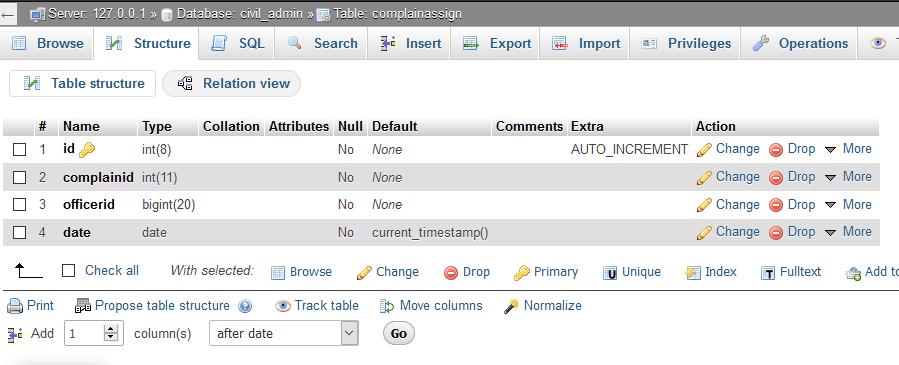 Server: 127.0.0.1 » Database: civil_admin » Table: complainassign
Browse Structure SQL Search Insert Export Import Privileges Operations
Table structure Relation view
# Name Type Collation Attributes Null Default Comments Extra Action
1 id int(8) No None AUTO_INCREMENT Change Drop More
2 complainid int(11) No None Change Drop More
3 officerid bigint(20) No None Change Drop More
4 date date No current_timestamp() Change Drop More
Check all With selected: Browse Change Drop Primary Unique Index Fulltext Add to
Print Propose table structure Track table Move columns Normalize
Add 1 column(s) after date Go